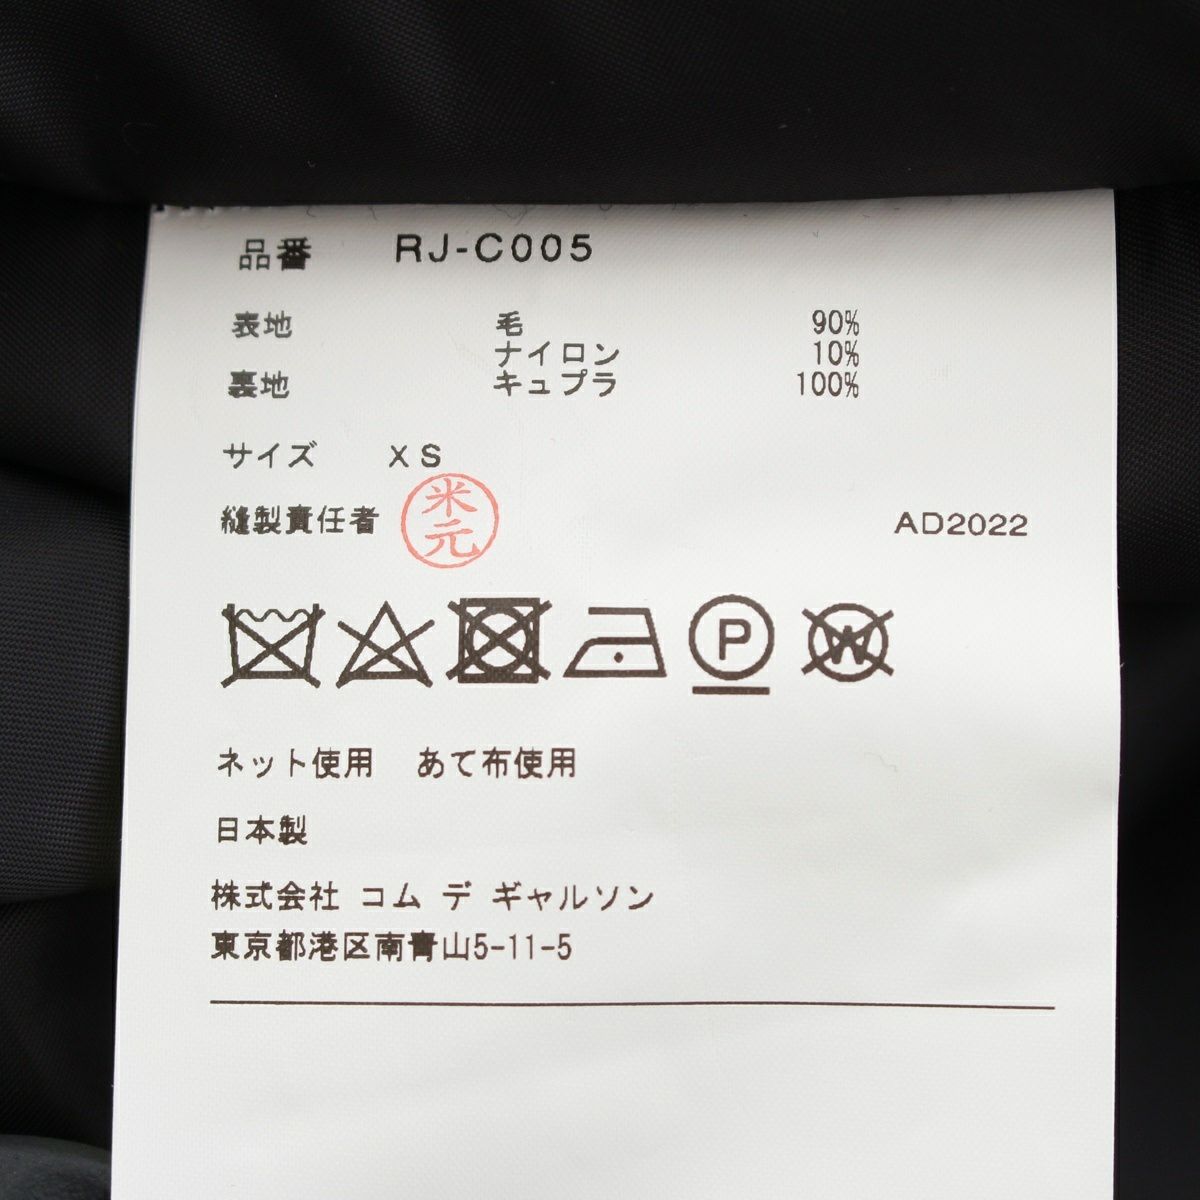 品番 RJ-C005
表地 毛 90%
ナイロン 10%
裏地 キュプラ 100%
サイズ XS
縫製責任者 米元 AD2022
P W
ネット使用 あて布使用
日本製
株式会社 コム デ ギャルソン
東京都港区南青山5-11-5